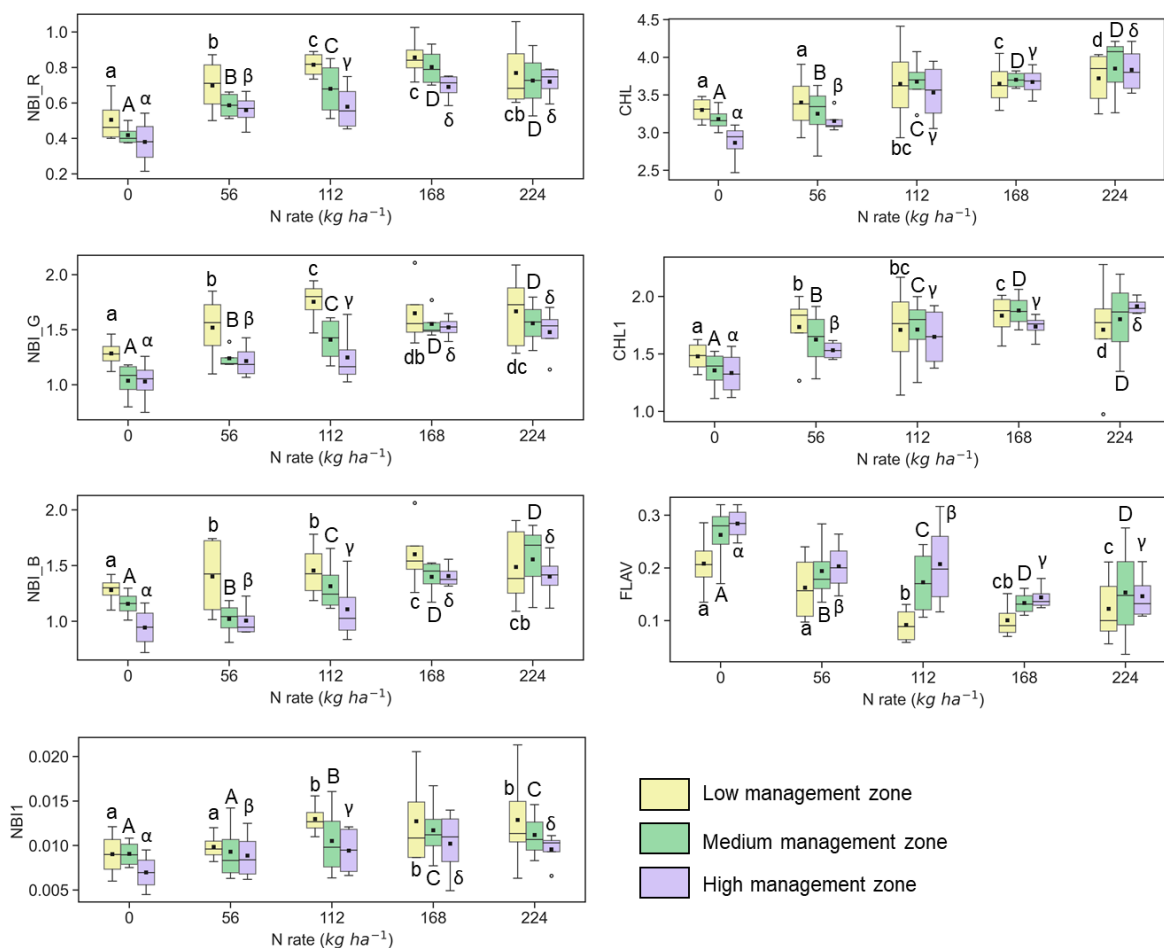 NBI_R
1.0
0.8
0.6
0.4
0.2
a A α
b B β
c C γ
c D δ
cb D δ
0 56 112 168 224
N rate (kg ha⁻¹)
CHL
4.5
4.0
3.5
3.0
2.5
a A α
a B β
bc C γ
c D γ
d D δ
0 56 112 168 224
N rate (kg ha⁻¹)
NBI_G
2.0
1.5
1.0
a A α
b B β
c C γ
db D δ
dc D δ
0 56 112 168 224
N rate (kg ha⁻¹)
CHL1
2.0
1.5
1.0
a A α
b B β
bc C γ
c D γ
d D δ
0 56 112 168 224
N rate (kg ha⁻¹)
NBI_B
2.0
1.5
1.0
a A α
b B β
b C γ
c D δ
cb D δ
0 56 112 168 224
N rate (kg ha⁻¹)
FLAV
0.3
0.2
0.1
a A α
a B β
b C β
cb D γ
c D γ
0 56 112 168 224
N rate (kg ha⁻¹)
NBI1
0.020
0.015
0.010
0.005
a A α
a A β
b B γ
b C δ
b C δ
0 56 112 168 224
N rate (kg ha⁻¹)
Low management zone
Medium management zone
High management zone